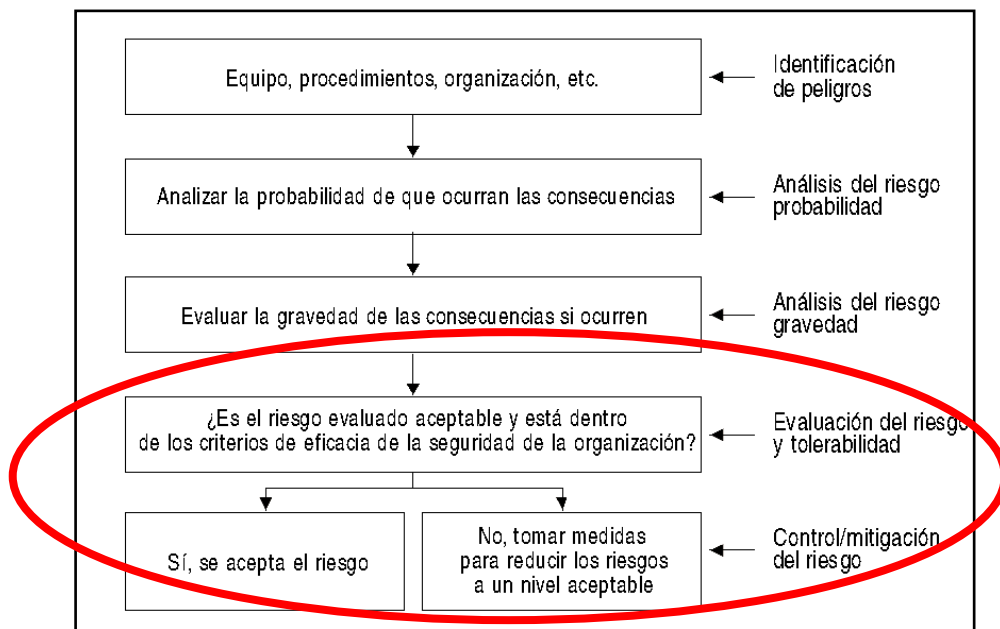 Equipo, procedimientos, organización, etc.
Identificación
de peligros
Analizar la probabilidad de que ocurran las consecuencias
Análisis del riesgo
probabilidad
Evaluar la gravedad de las consecuencias si ocurren
Análisis del riesgo
gravedad
¿Es el riesgo evaluado aceptable y está dentro
de los criterios de eficacia de la seguridad de la organización?
Evaluación del riesgo
y tolerabilidad
Sí, se acepta el riesgo
No, tomar medidas
para reducir los riesgos
a un nivel aceptable
Control/mitigación
del riesgo